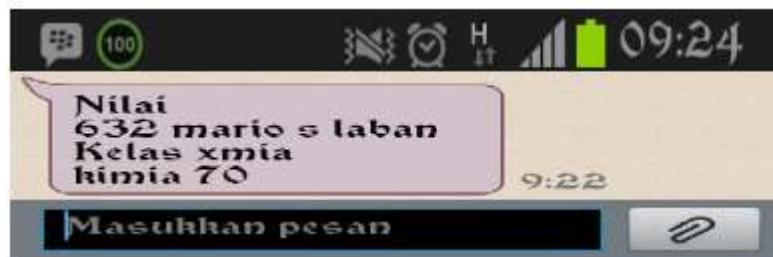 100
H
09:24
Nilai
632 mario s laban
Kelas xmia
kimia 70
9:22
Masukkan pesan